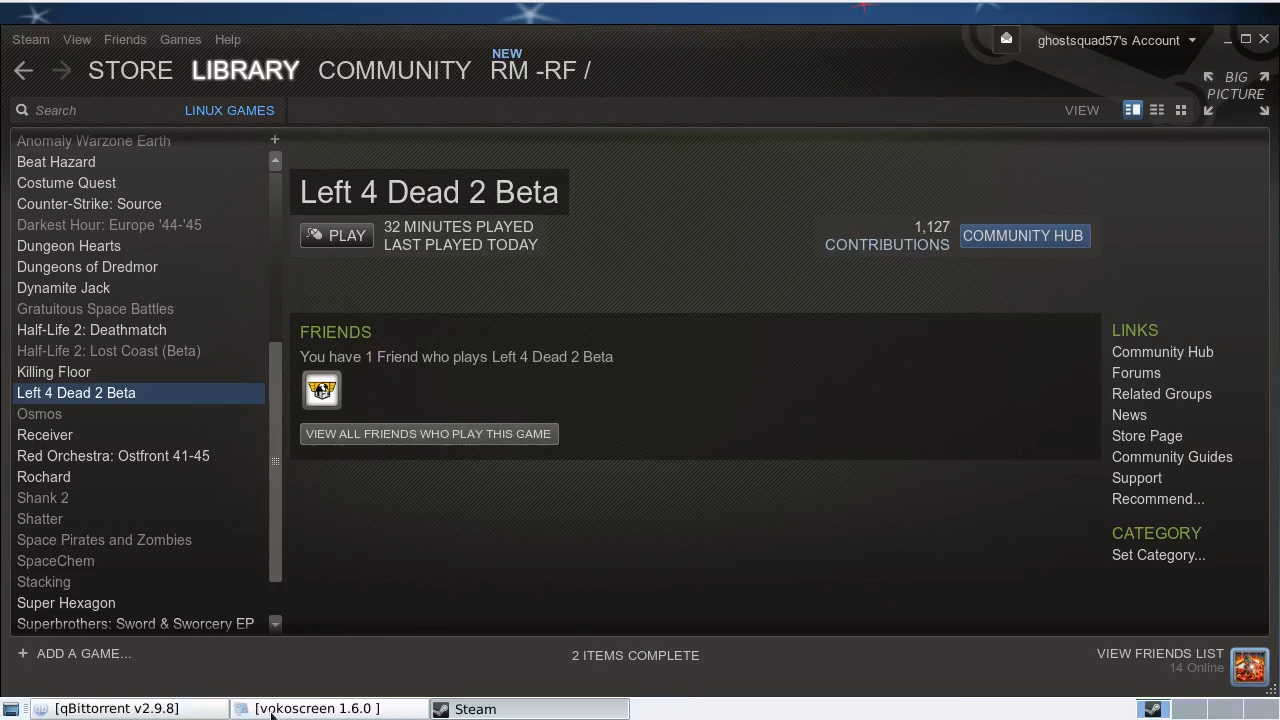 Steam View Friends Games Help
ghostsquad57's Account
NEW
STORE LIBRARY COMMUNITY RM -RF /
BIG
PICTURE
Search LINUX GAMES
VIEW
Anomaly Warzone Earth
Beat Hazard
Costume Quest
Counter-Strike: Source
Darkest Hour: Europe '44-'45
Dungeon Hearts
Dungeons of Dredmor
Dynamite Jack
Gratuitous Space Battles
Half-Life 2: Deathmatch
Half-Life 2: Lost Coast (Beta)
Killing Floor
Left 4 Dead 2 Beta
Osmos
Receiver
Red Orchestra: Ostfront 41-45
Rochard
Shank 2
Shatter
Space Pirates and Zombies
SpaceChem
Stacking
Super Hexagon
Superbrothers: Sword & Sworcery EP
Left 4 Dead 2 Beta
PLAY
32 MINUTES PLAYED
LAST PLAYED TODAY
1,127
CONTRIBUTIONS
COMMUNITY HUB
FRIENDS
You have 1 Friend who plays Left 4 Dead 2 Beta
VIEW ALL FRIENDS WHO PLAY THIS GAME
LINKS
Community Hub
Forums
Related Groups
News
Store Page
Community Guides
Support
Recommend...
CATEGORY
Set Category...
+ ADD A GAME...
2 ITEMS COMPLETE
VIEW FRIENDS LIST
14 Online
[qBittorrent v2.9.8]
[vokoscreen 1.6.0 ]
Steam